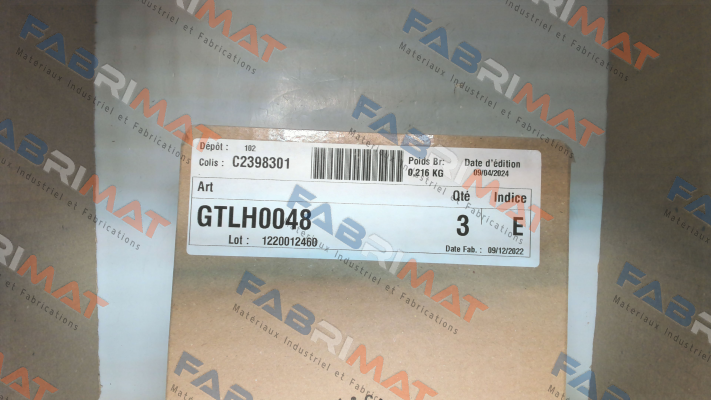 Depôt : 102
Colis : C2398301
Poids Br:
0.216 KG
Date d'édition
09/04/2024
Art
Qté
Indice
GTLH0048
3
E
Lot : 1220012460
Date Fab. : 09/12/2022
FABRIMAT
Materiaux Industriel et Fabrications